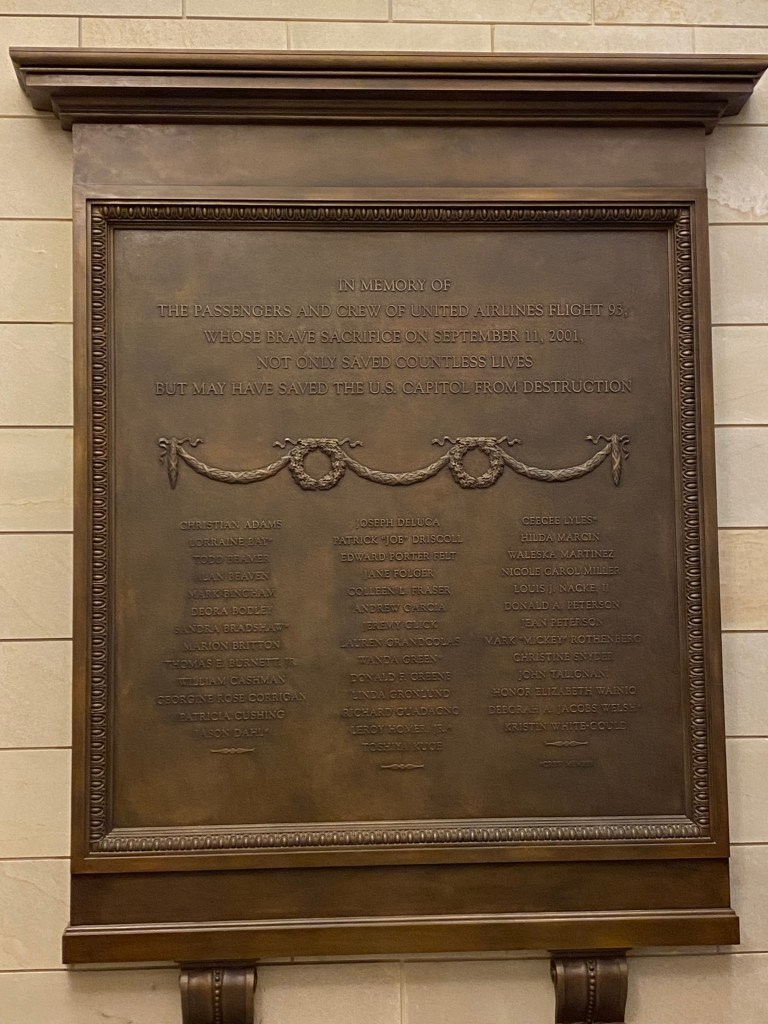 IN MEMORY OF
THE PASSENGERS AND CREW OF UNITED AIRLINES FLIGHT 93,
WHOSE BRAVE SACRIFICE ON SEPTEMBER 11, 2001,
NOT ONLY SAVED COUNTLESS LIVES
BUT MAY HAVE SAVED THE U.S. CAPITOL FROM DESTRUCTION
CHRISTIAN ADAMS
LORRAINE BAY*
TODD BEAMER
ALAN BEAVEN
MARK BINGHAM
DEORA BODLEY
SANDRA BRADSHAW*
MARION BRITTON
THOMAS E. BURNETT JR.
WILLIAM CASHMAN
GEORGINE ROSE CORRIGAN
PATRICIA CUSHING
JASON DAHL*
JOSEPH DELUCA
PATRICK "JOE" DRISCOLL
EDWARD PORTER FELT
JANE FOLGER
COLLEEN L. FRASER
ANDREW GARCIA
JEREMY GLICK
LAUREN GRANDCOLAS
WANDA GREEN*
DONALD F. GREENE
LINDA GRONLUND
RICHARD GUADAGNO
LEROY HOMER JR.*
TOSHIYA KUGE
CEECEE LYLES*
HILDA MARCIN
WALESKA MARTINEZ
NICOLE CAROL MILLER
LOUIS J. NACKE II
DONALD A. PETERSON
JEAN PETERSON
MARK "MICKEY" ROTHENBERG
CHRISTINE SNYDER
JOHN TALIGNANI
HONOR ELIZABETH WAINIO
DEBORAH A. JACOBS WELSH*
KRISTIN WHITE-GOULD
*CREW MEMBER